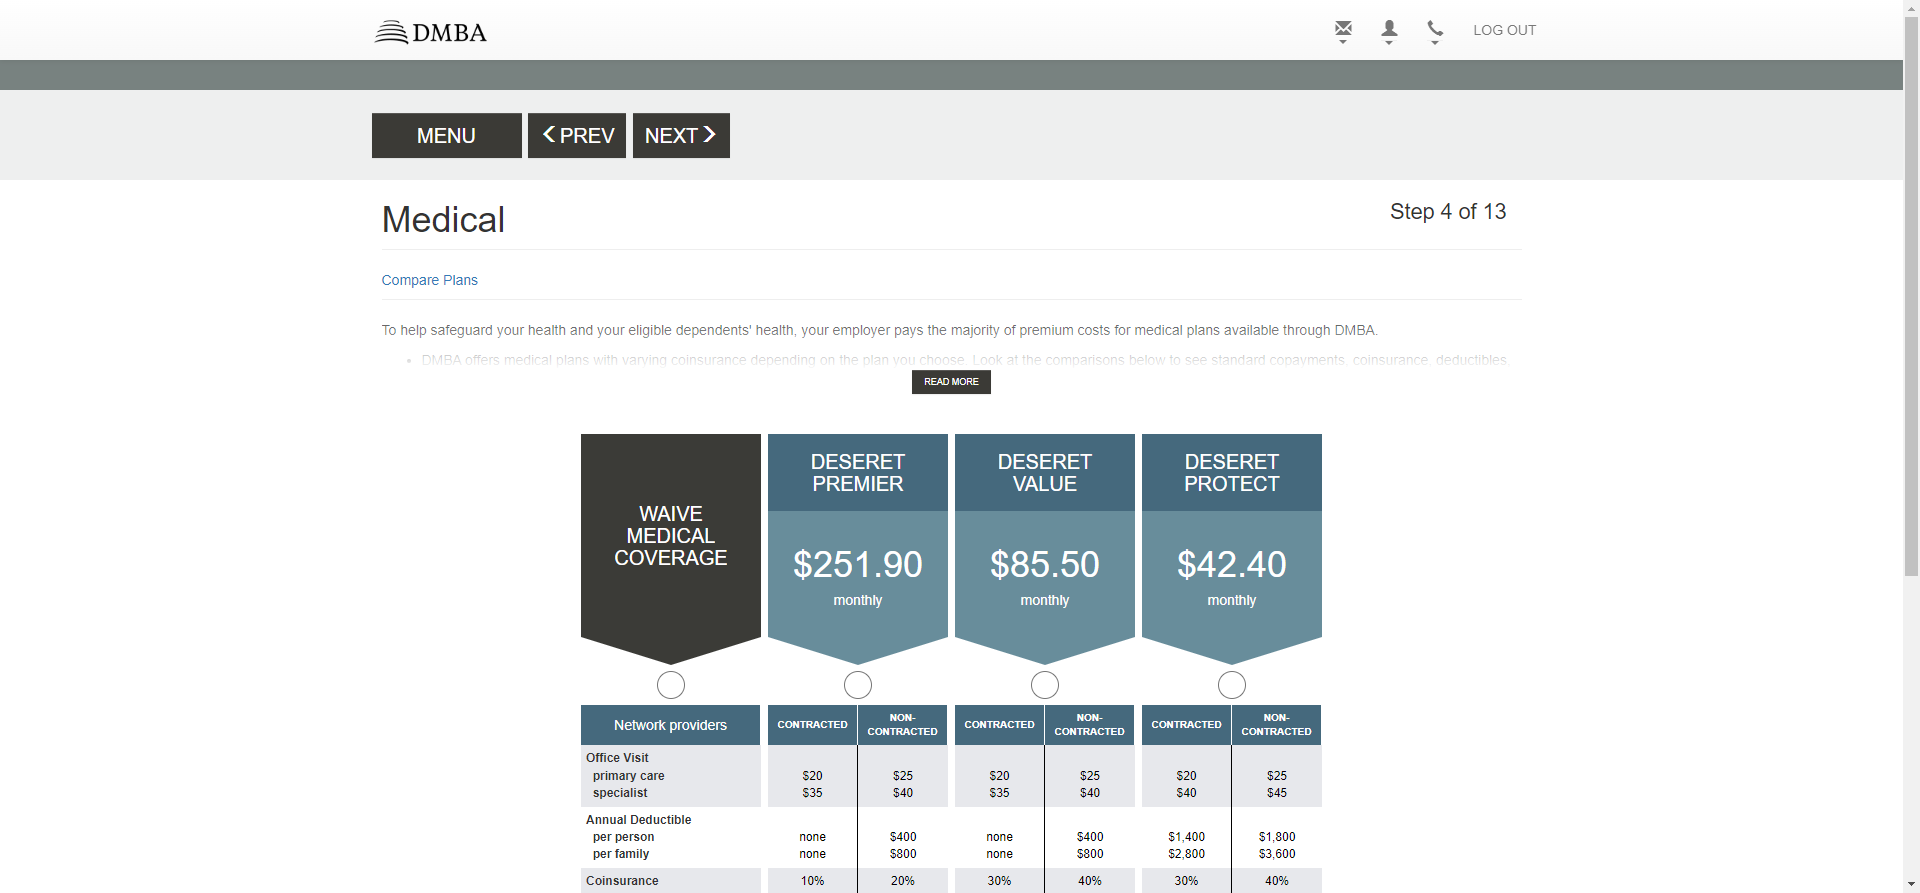 DMBA
LOG OUT
MENU
PREV
NEXT
Medical
Step 4 of 13
Compare Plans
To help safeguard your health and your eligible dependents' health, your employer pays the majority of premium costs for medical plans available through DMBA.
• DMBA offers medical plans with varying coinsurance depending on the plan you choose. Look at the comparisons below to see standard copayments, coinsurance, deductibles,
READ MORE
WAIVE
MEDICAL
COVERAGE
DESERET
PREMIER
$251.90
monthly
DESERET
VALUE
$85.50
monthly
DESERET
PROTECT
$42.40
monthly
Network providers CONTRACTED NON-CONTRACTED CONTRACTED NON-CONTRACTED CONTRACTED NON-CONTRACTED
Office Visit
primary care $20 $25 $20 $25 $20 $25
specialist $35 $40 $35 $40 $40 $45
Annual Deductible
per person none $400 none $400 $1,400 $1,800
per family none $800 none $800 $2,800 $3,600
Coinsurance 10% 20% 30% 40% 30% 40%